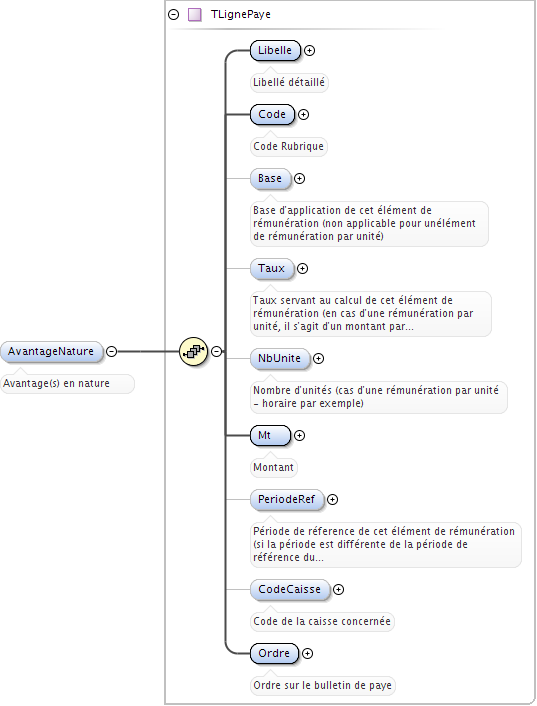 TLignePaye
Libelle
Libellé détaillé
Code
Code Rubrique
Base
Base d'application de cet élément de
rémunération (non applicable pour unélément
de rémunération par unité)
Taux
Taux servant au calcul de cet élément de
rémunération (en cas d'une rémunération par
unité, il s'agit d'un montant par...
AvantageNature
Avantage(s) en nature
NbUnite
Nombre d'unités (cas d'une rémunération par unité
- horaire par exemple)
Mt
Montant
PeriodeRef
Période de réference de cet élément de rémunération
(si la période est différente de la période de
référence du...
CodeCaisse
Code de la caisse concernée
Ordre
Ordre sur le bulletin de paye